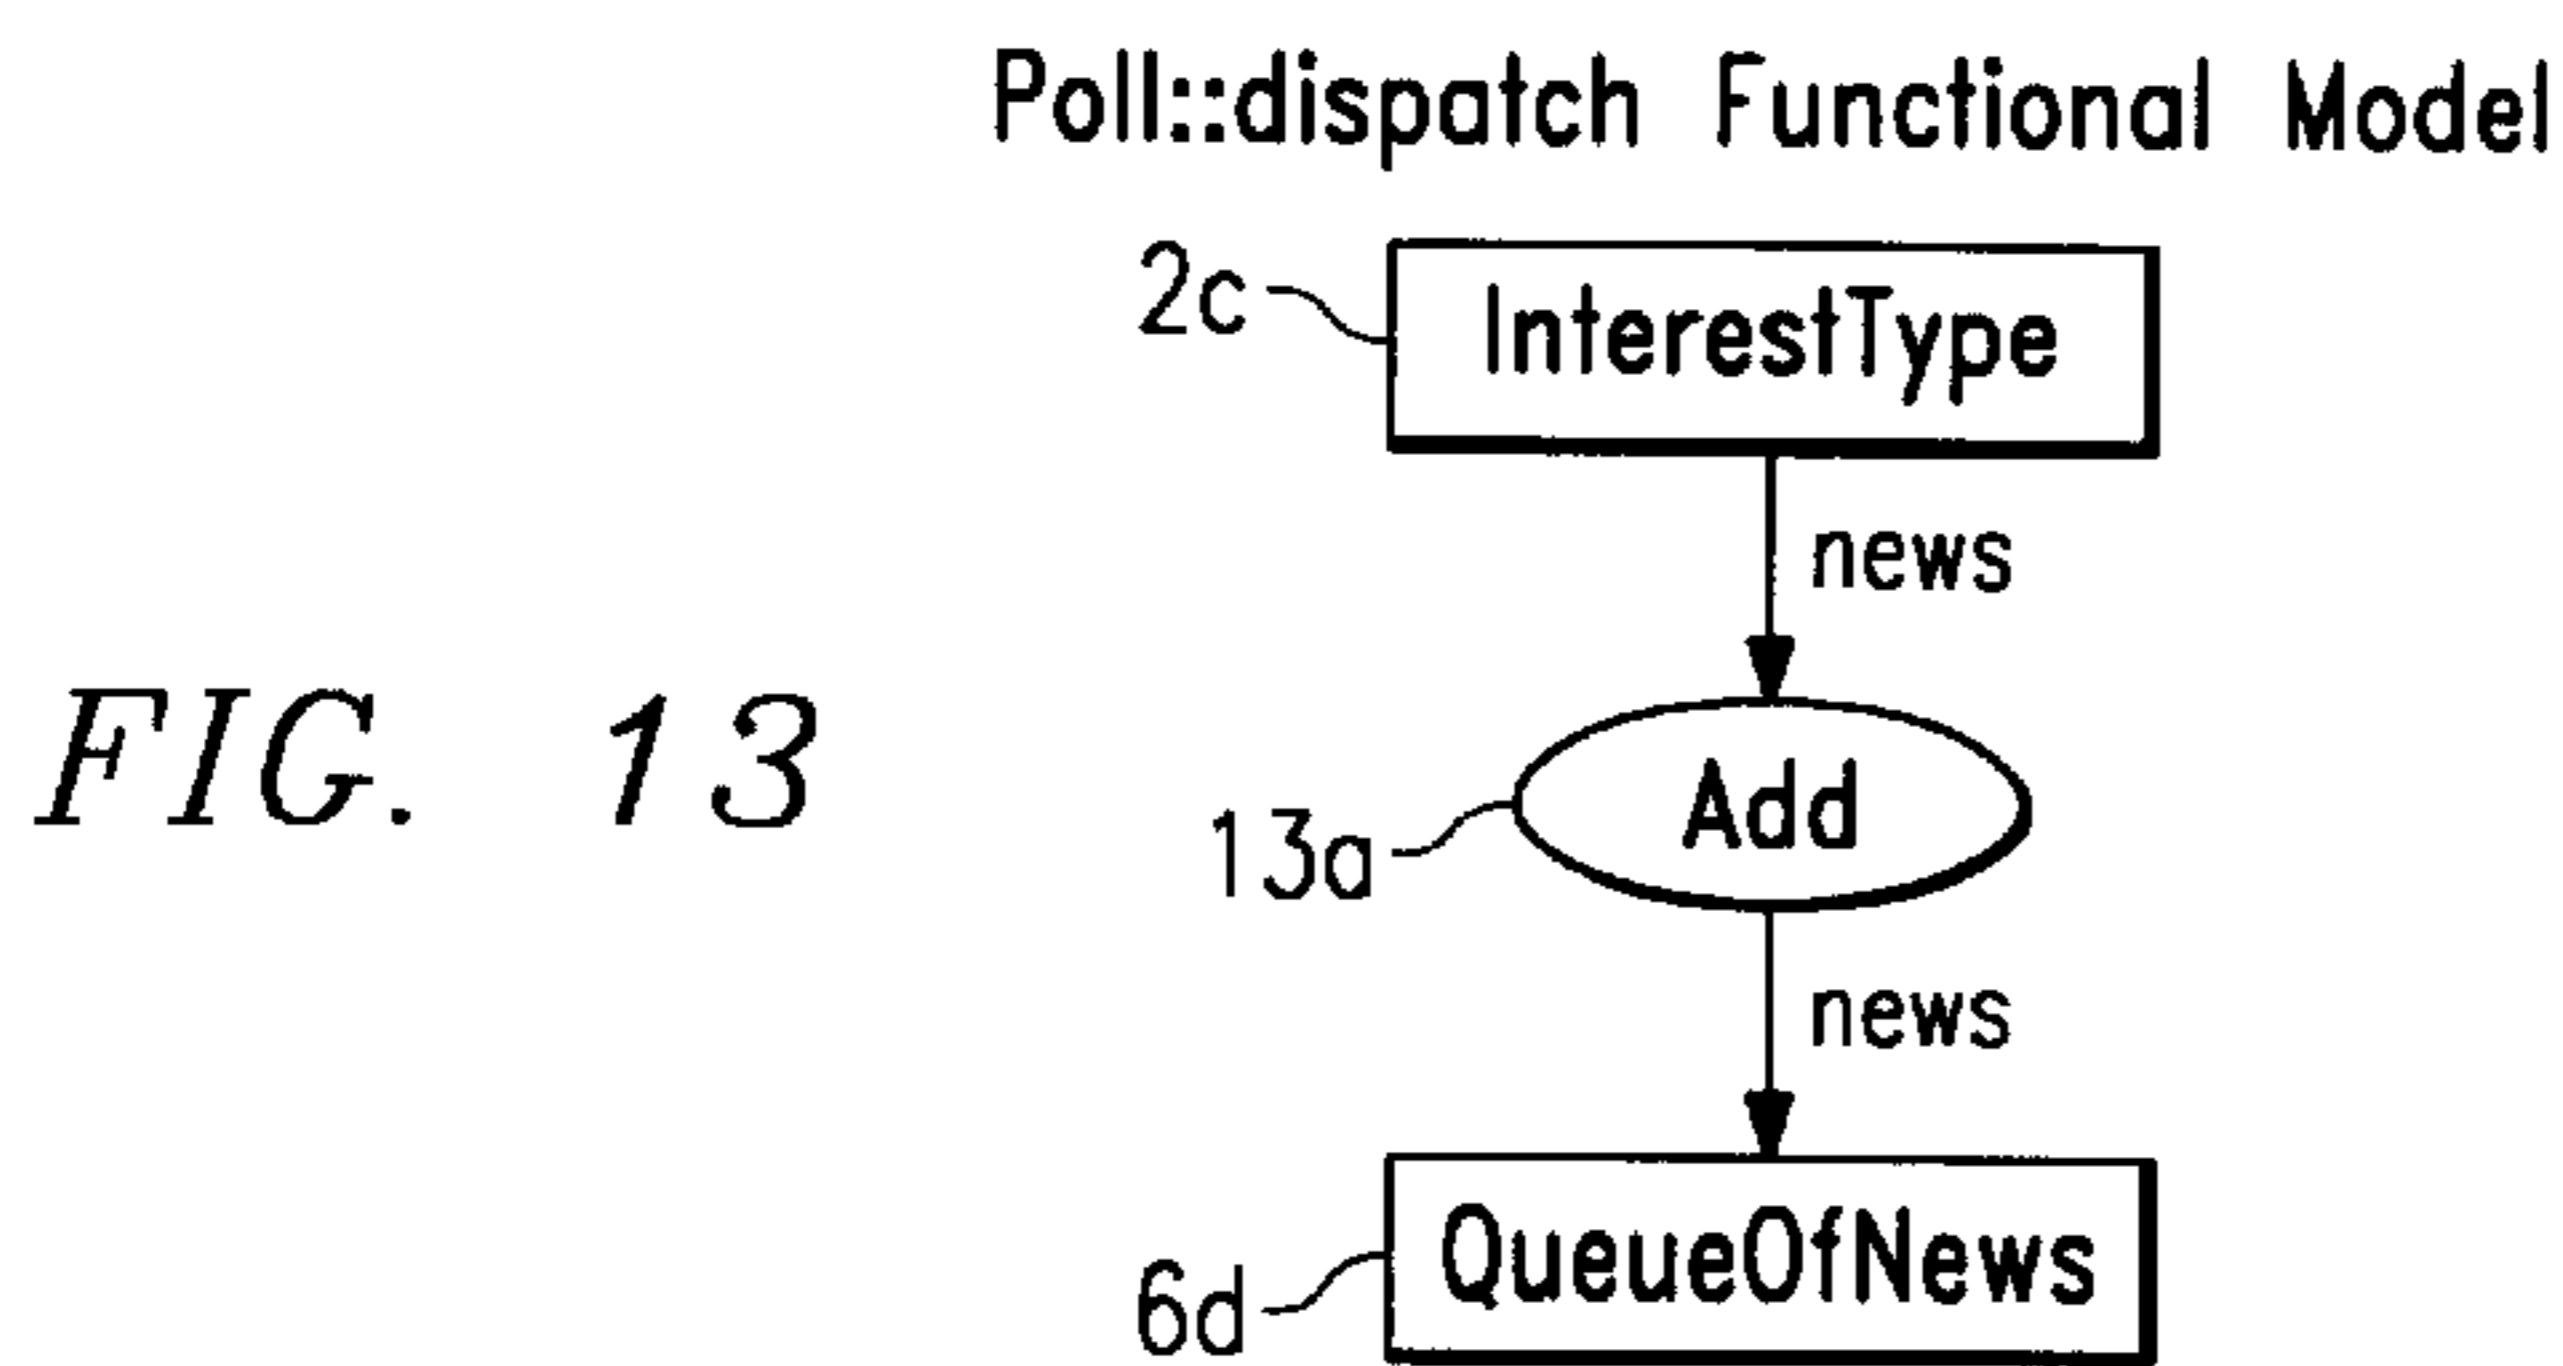 Poll::dispatch Functional Model
2c
InterestType
news
FIG. 13
Add
13a
news
QueueOfNews
6d